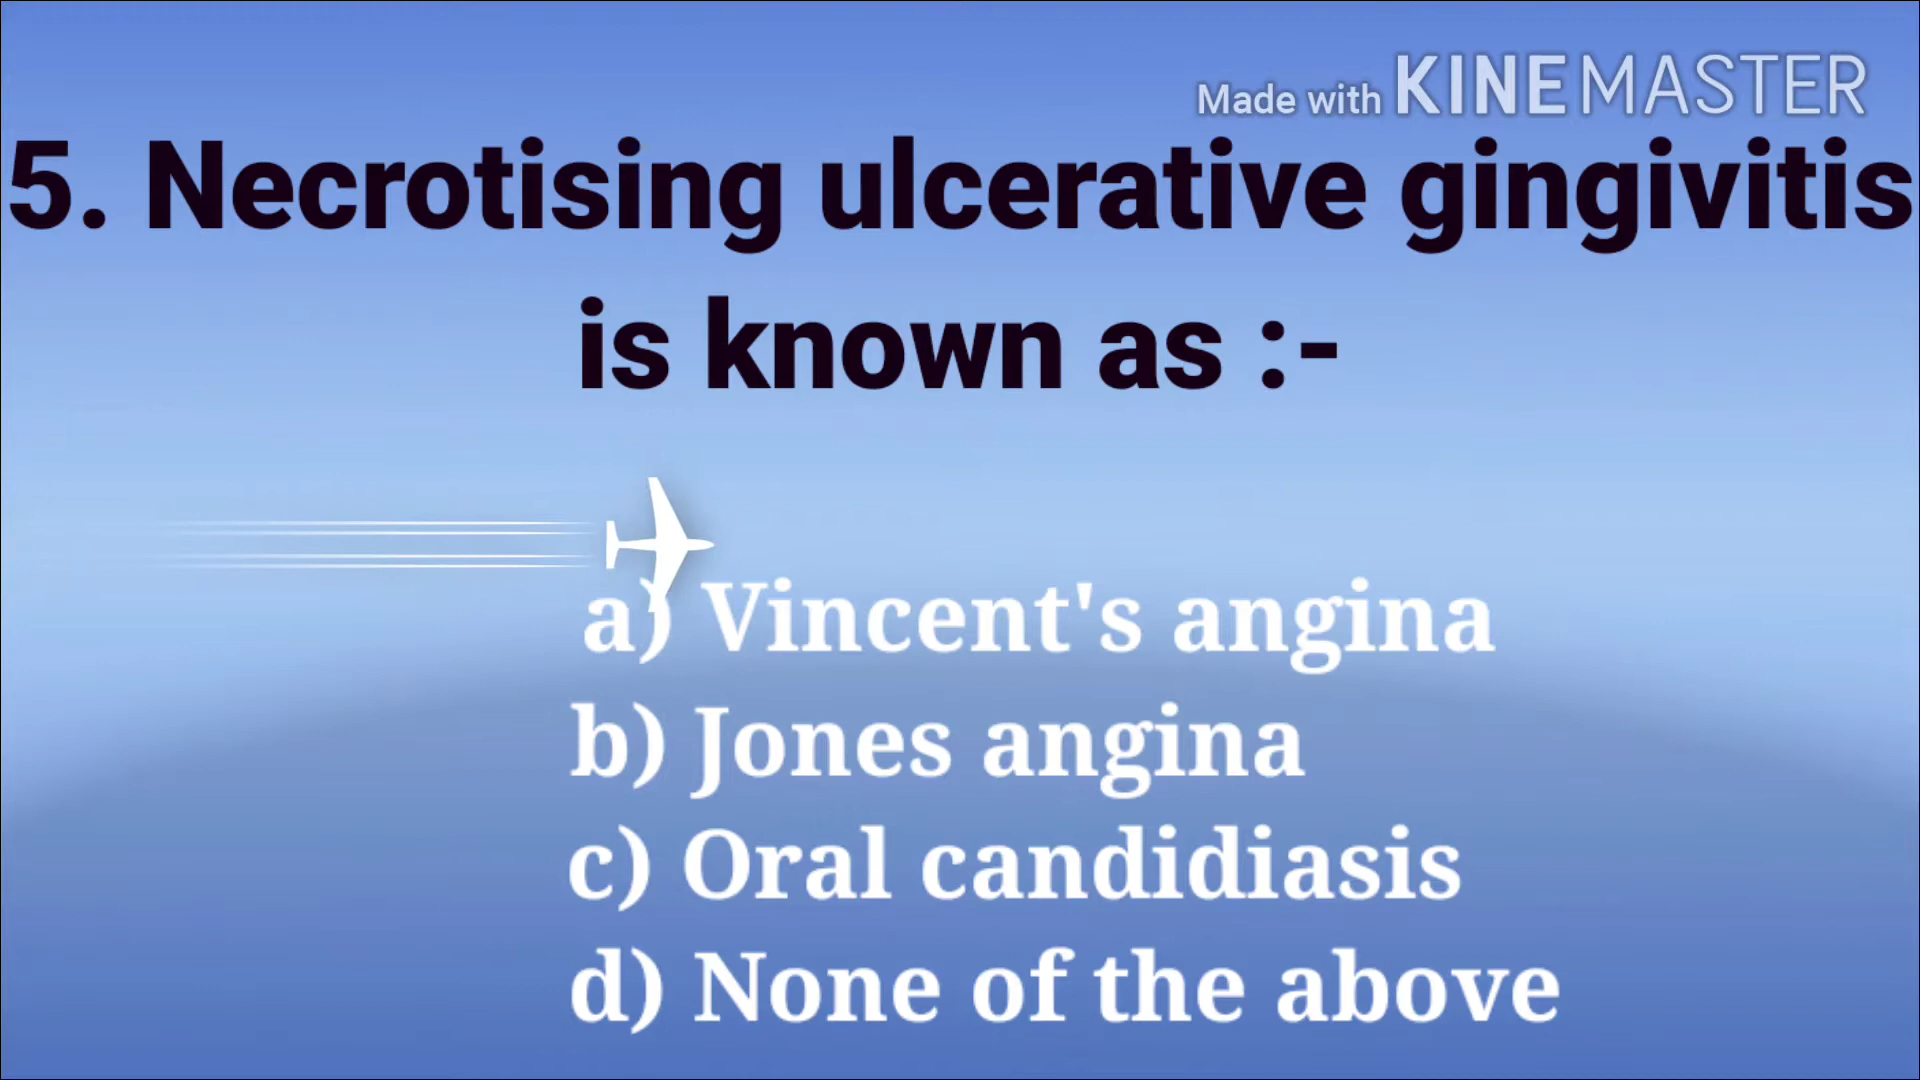 Made with KINEMASTER
5. Necrotising ulcerative gingivitis
is known as :-
a) Vincent's angina
b) Jones angina
c) Oral candidiasis
d) None of the above